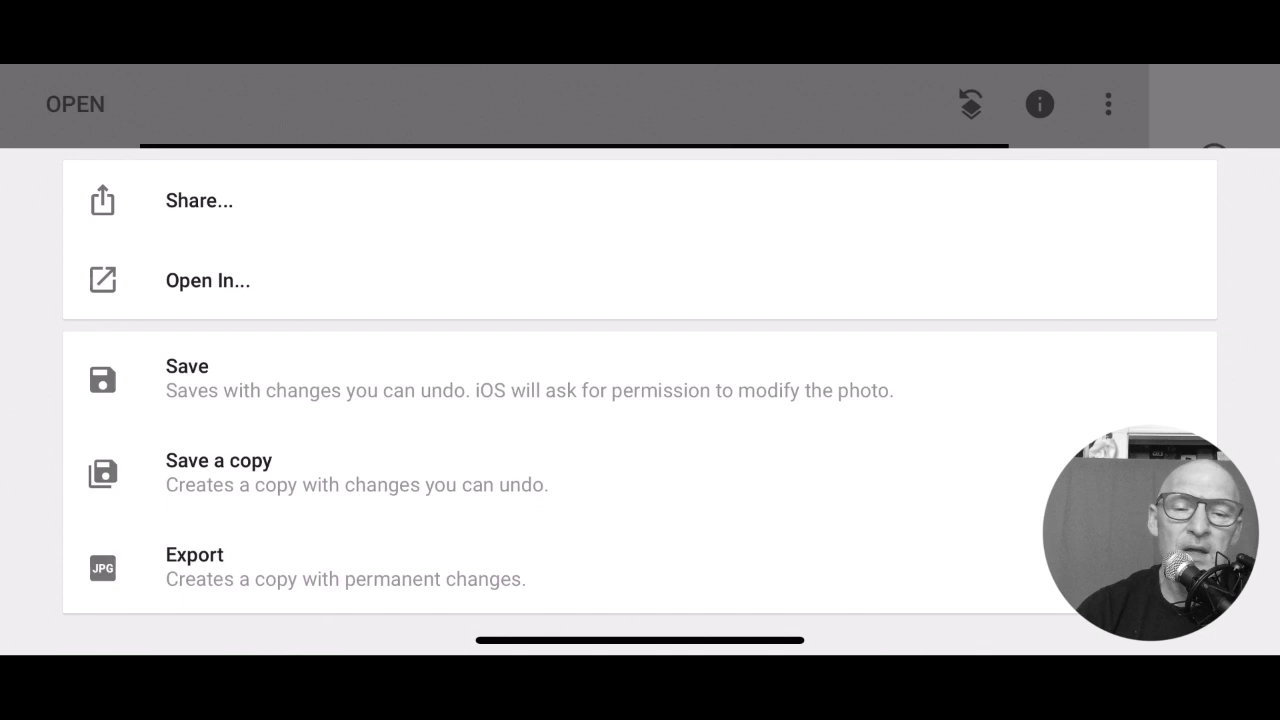 OPEN
Share...
Open In...
Save
Saves with changes you can undo. iOS will ask for permission to modify the photo.
Save a copy
Creates a copy with changes you can undo.
JPG
Export
Creates a copy with permanent changes.